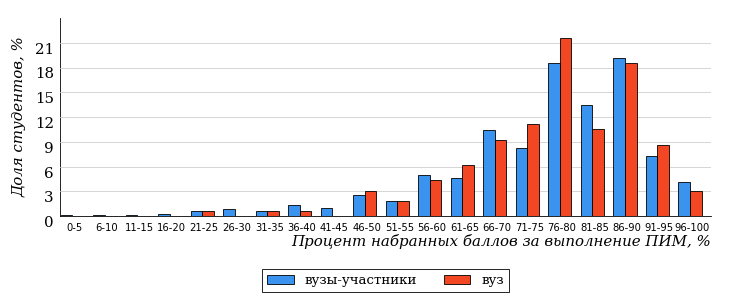 Доля студентов, %
21
18
15
12
9
6
3
0
0-5 6-10 11-15 16-20 21-25 26-30 31-35 36-40 41-45 46-50 51-55 56-60 61-65 66-70 71-75 76-80 81-85 86-90 91-95 96-100
Процент набранных баллов за выполнение ПИМ, %
вузы-участники вуз